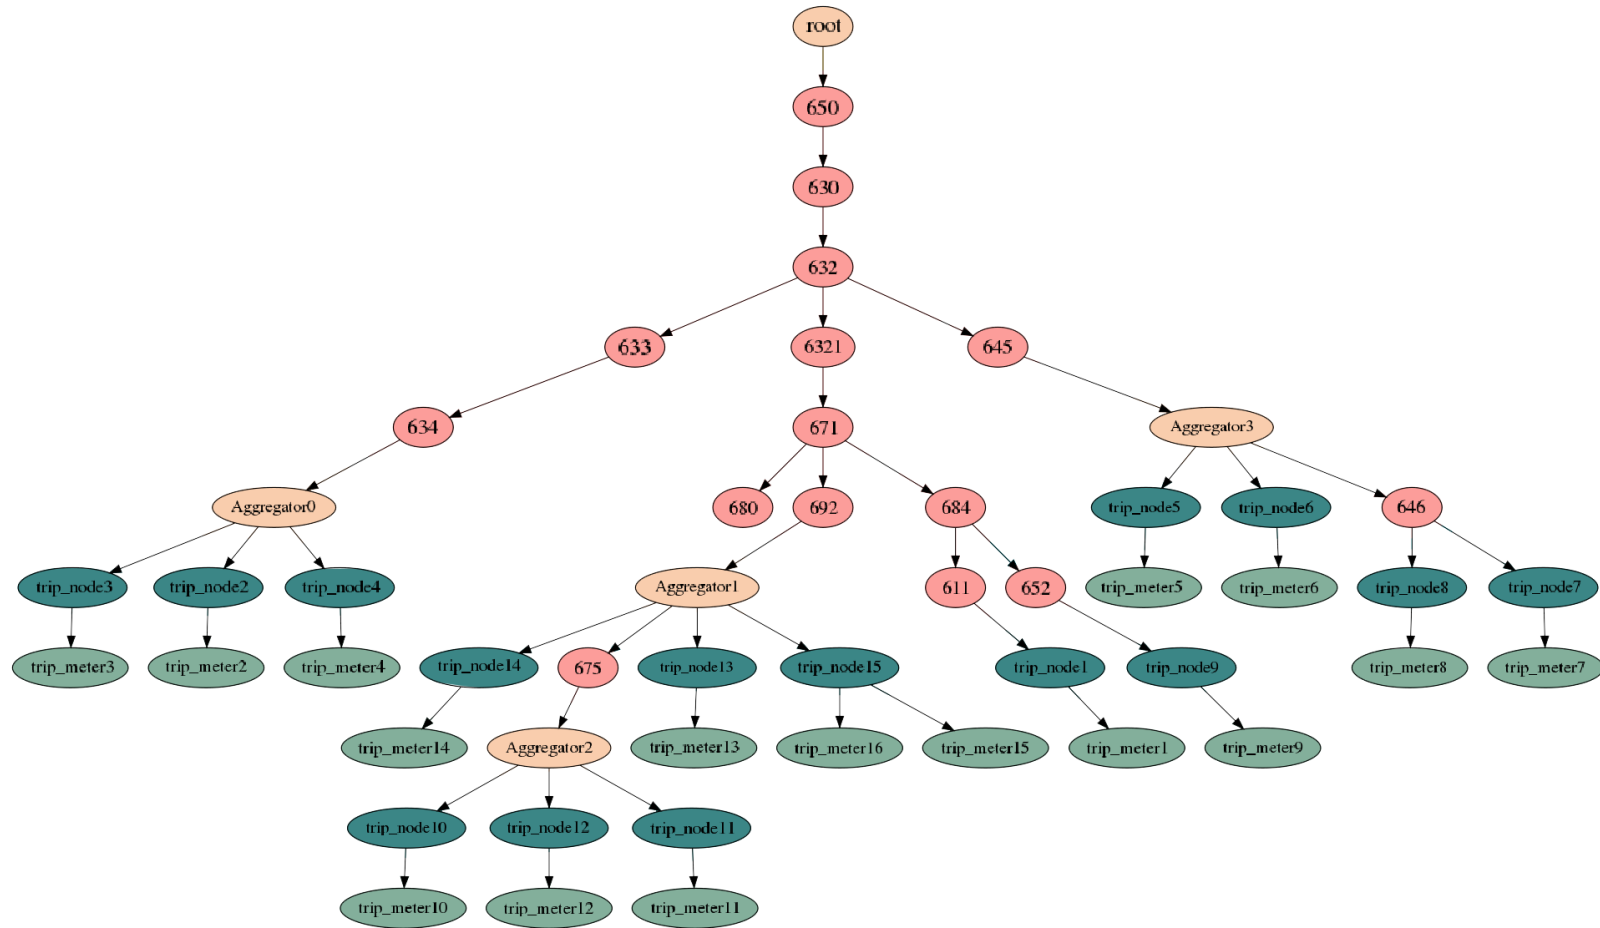 root
650
630
632
633
6321
645
634
671
Aggregator3
Aggregator0
680
692
684
trip_node5
trip_node6
646
trip_node3
trip_node2
trip_node4
Aggregator1
611
652
trip_meter5
trip_meter6
trip_node8
trip_node7
trip_meter3
trip_meter2
trip_meter4
trip_node14
675
trip_node13
trip_node15
trip_node1
trip_node9
trip_meter8
trip_meter7
trip_meter14
Aggregator2
trip_meter13
trip_meter16
trip_meter15
trip_meter1
trip_meter9
trip_node10
trip_node12
trip_node11
trip_meter10
trip_meter12
trip_meter11